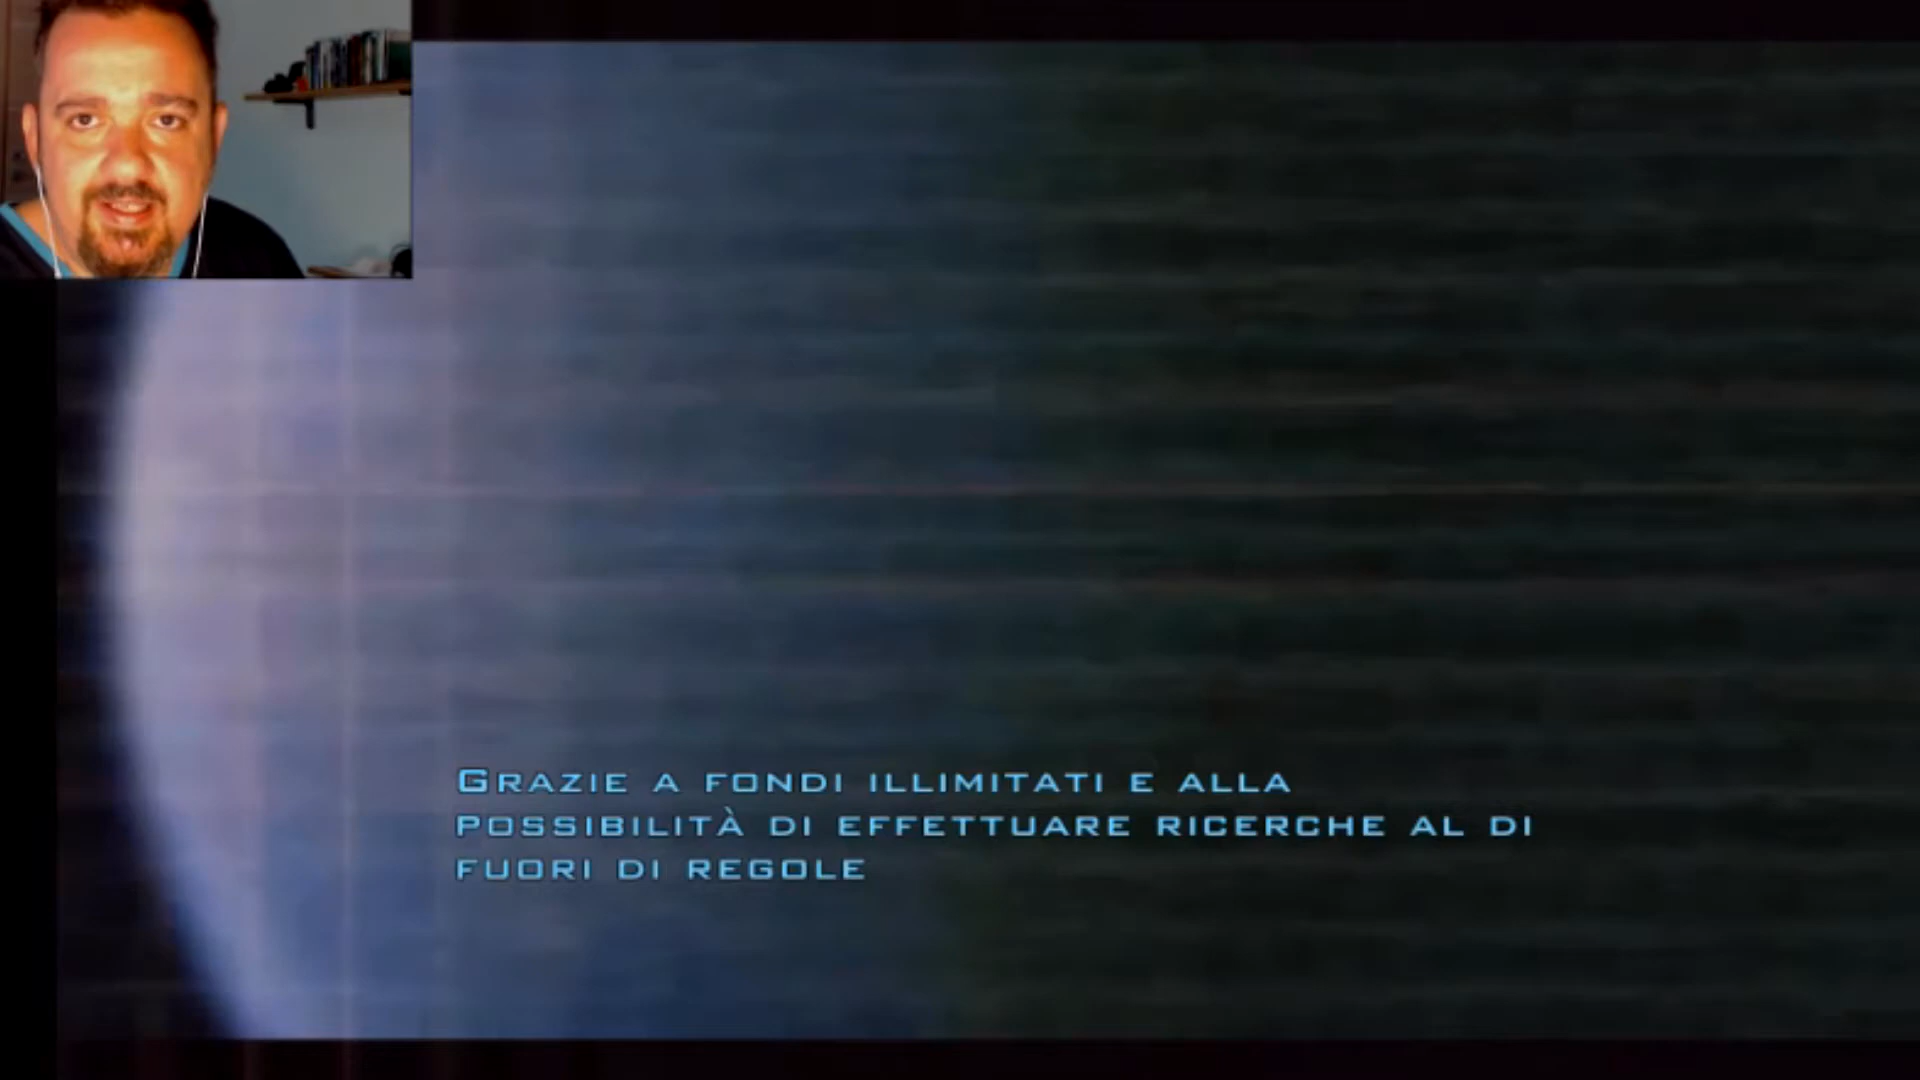 Grazie a fondi illimitati e alla
possibilità di effettuare ricerche al di
fuori di regole